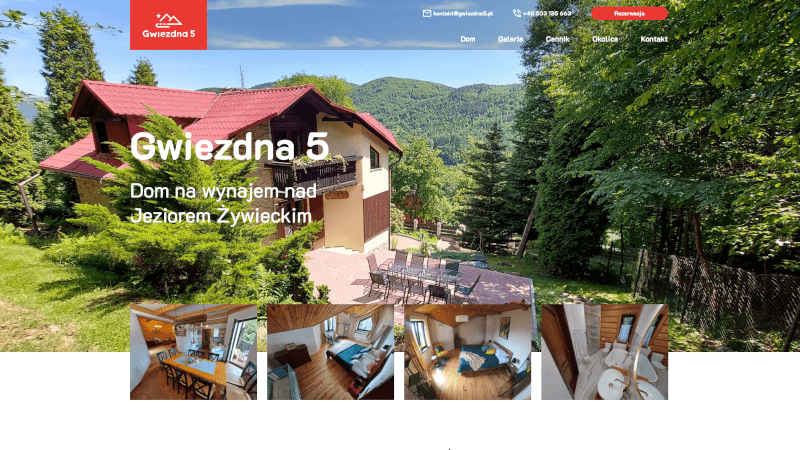 Gwiezdna 5
kontakt@gwiezdna5.pl
+48 503 135 663
Rezerwacja
Dom
Galeria
Cennik
Okolica
Kontakt
Gwiezdna 5
Dom na wynajem nad
Jeziorem Żywieckim